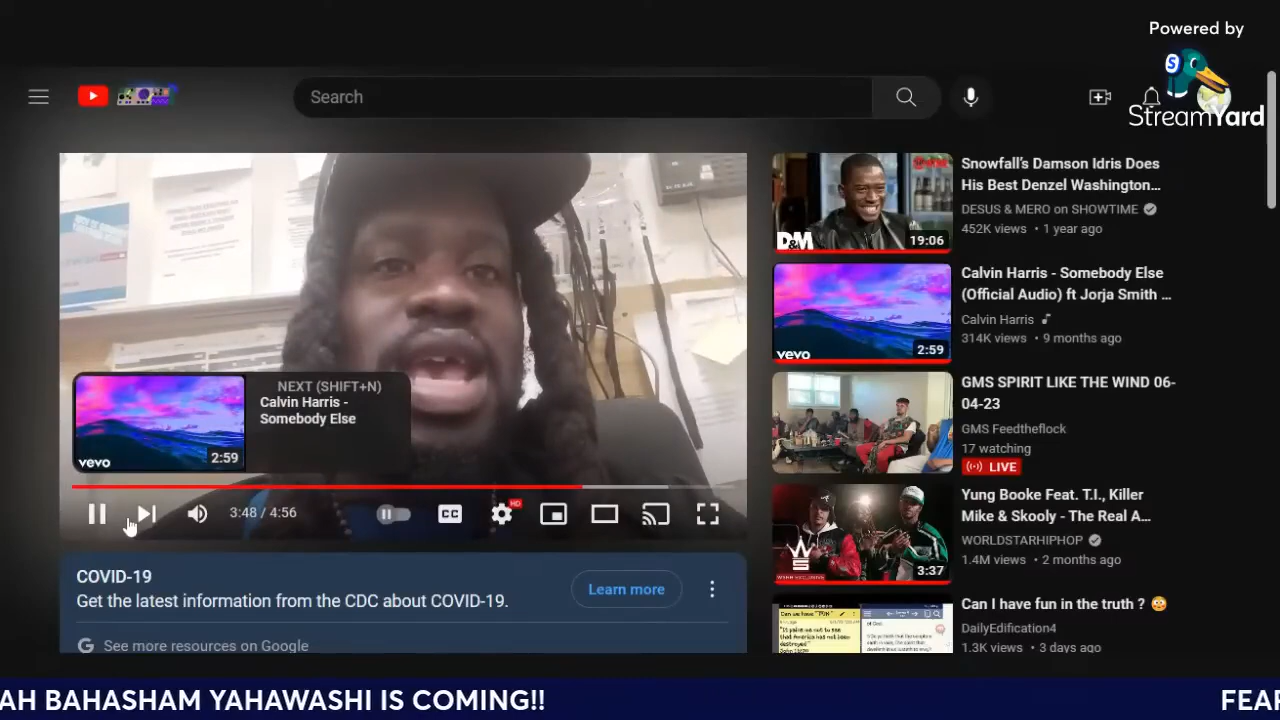 Powered by
StreamYard
Search
Snowfall's Damson Idris Does
His Best Denzel Washington...
DESUS & MERO on SHOWTIME
452K views • 1 year ago
D&M
19:06
Calvin Harris - Somebody Else
(Official Audio) ft Jorja Smith ...
Calvin Harris
314K views • 9 months ago
vevo
2:59
GMS SPIRIT LIKE THE WIND 06-
04-23
GMS Feedtheflock
17 watching
LIVE
NEXT (SHIFT+N)
Calvin Harris -
Somebody Else
vevo
2:59
3:48 / 4:56
CC
HD
Yung Booke Feat. T.I., Killer
Mike & Skooly - The Real A...
WORLDSTARHIPHOP
1.4M views • 2 months ago
3:37
COVID-19
Get the latest information from the CDC about COVID-19.
Learn more
See more resources on Google
Can I have fun in the truth ?
DailyEdification4
1.3K views • 3 days ago
AH BAHASHAM YAHAWASHI IS COMING!!
FEAR